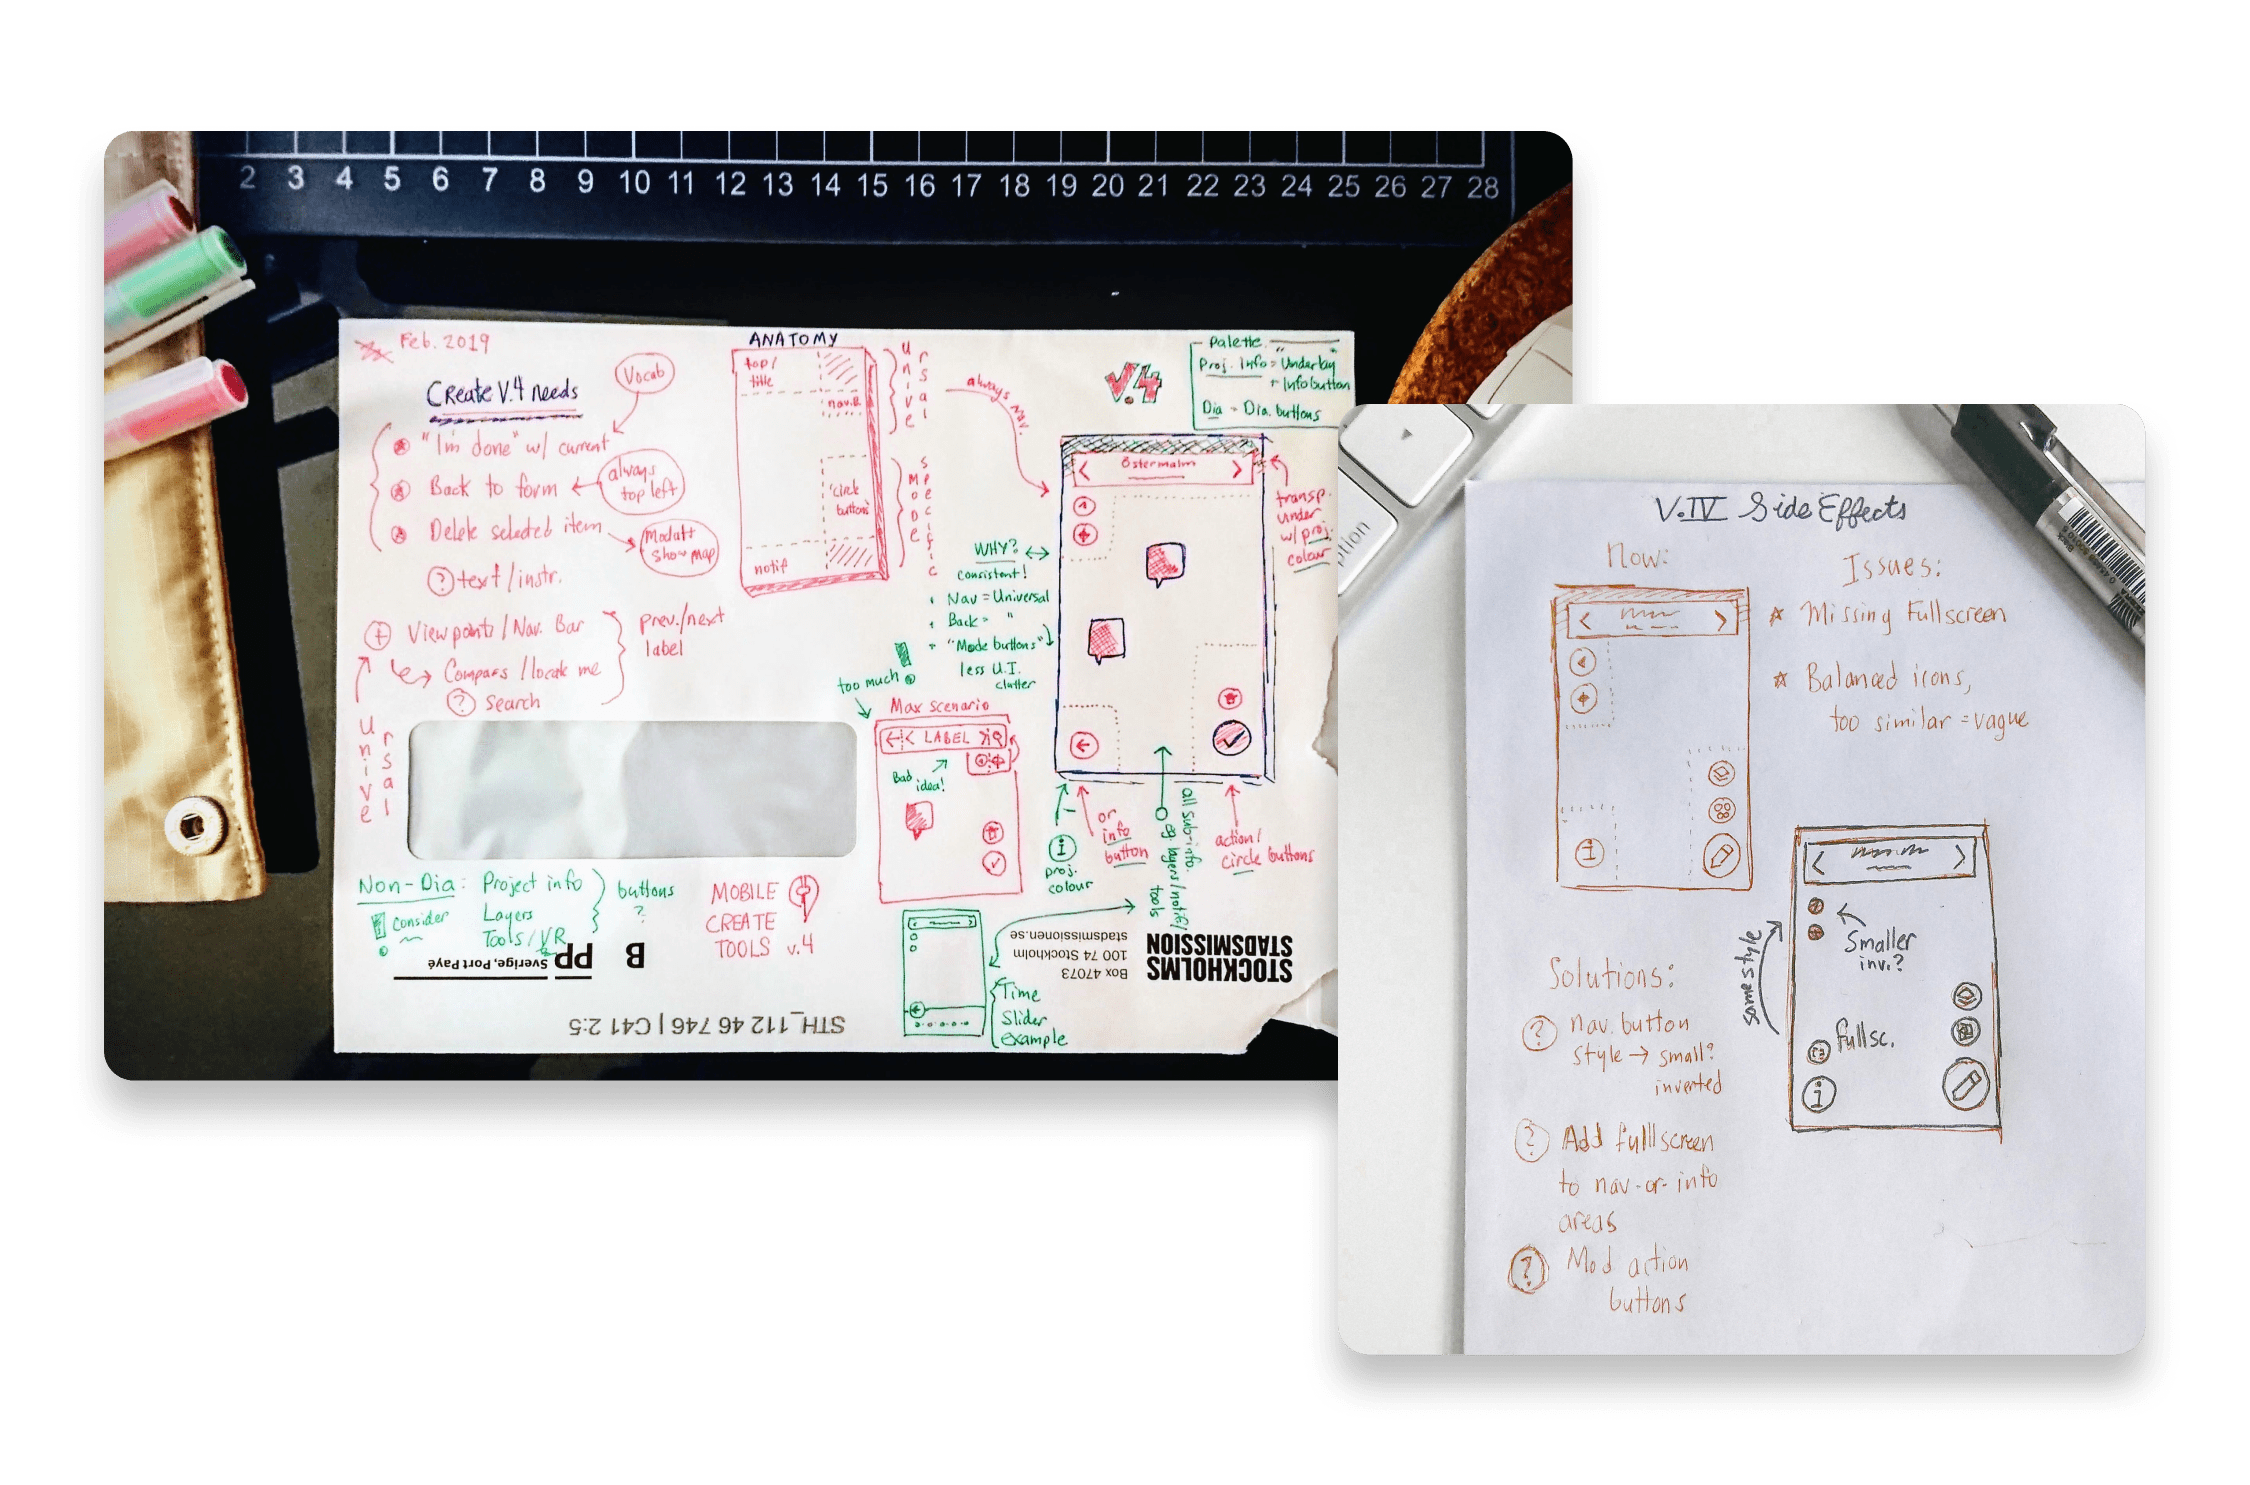 2 3 4 5 6 7 8 9 10 11 12 13 14 15 16 17 18 19 20 21 22 23 24 25 26 27 28
Feb. 2019
Create V.4 needs
Vocab
"I'm done" w/ current
Back to form
always
top left
Delete selected item
show map
? text/instr.
Viewpoints/Nav. Bar
Compass/locate me
? search
prev./next
label
Universal
ANATOMY
top/
title
nav.B.
'circle
buttons'
notif
Universal
MODE
Specific
always nav.
V.4
Palette
Proj. Info = "Underlay"
+ Info button
Dia = Dia. buttons
Östermalm
transp.
under
w/ proj.
colour
WHY?
consistent!
Nav = Universal
Back = "
+ "Mode buttons"
less U.I.
clutter
too much
Max scenario
LABEL
Bad
idea!
i
proj.
colour
or
info
button
all sub-info.
eg. layers/notif/
tools
action/
circle buttons
Non-Dia: Project info
Layers
Tools/VR
buttons
?
! Consider
MOBILE
CREATE
TOOLS v.4
Time
Slider
example
B
PP
Sverige, Port Payé
STOCKHOLMS
STADSMISSION
Box 47073
100 74 Stockholm
stadsmissionen.se
STH_112 46 746 | C41 2:5
option
Black
V.IV Side Effects
Now:
i
Issues:
Missing Fullscreen
Balanced icons,
too similar = vague
Solutions:
? nav. button
style → small?
inverted
? Add fullscreen
to nav-or-info
areas
? Mod action
buttons
same style
Smaller
inv.?
fullsc.
i